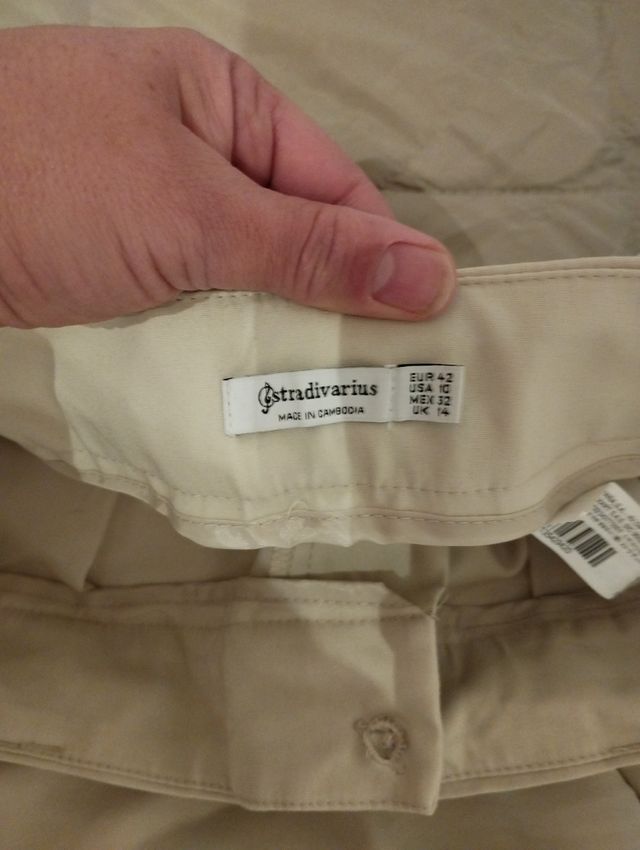 stradivarius
MADE IN CAMBODIA
EUR 42
USA 10
MEX 32
UK 14